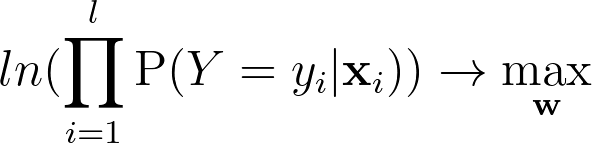 ln(∏_{i=1}^{l} P(Y = y_i|𝐱_i)) → max_𝐰